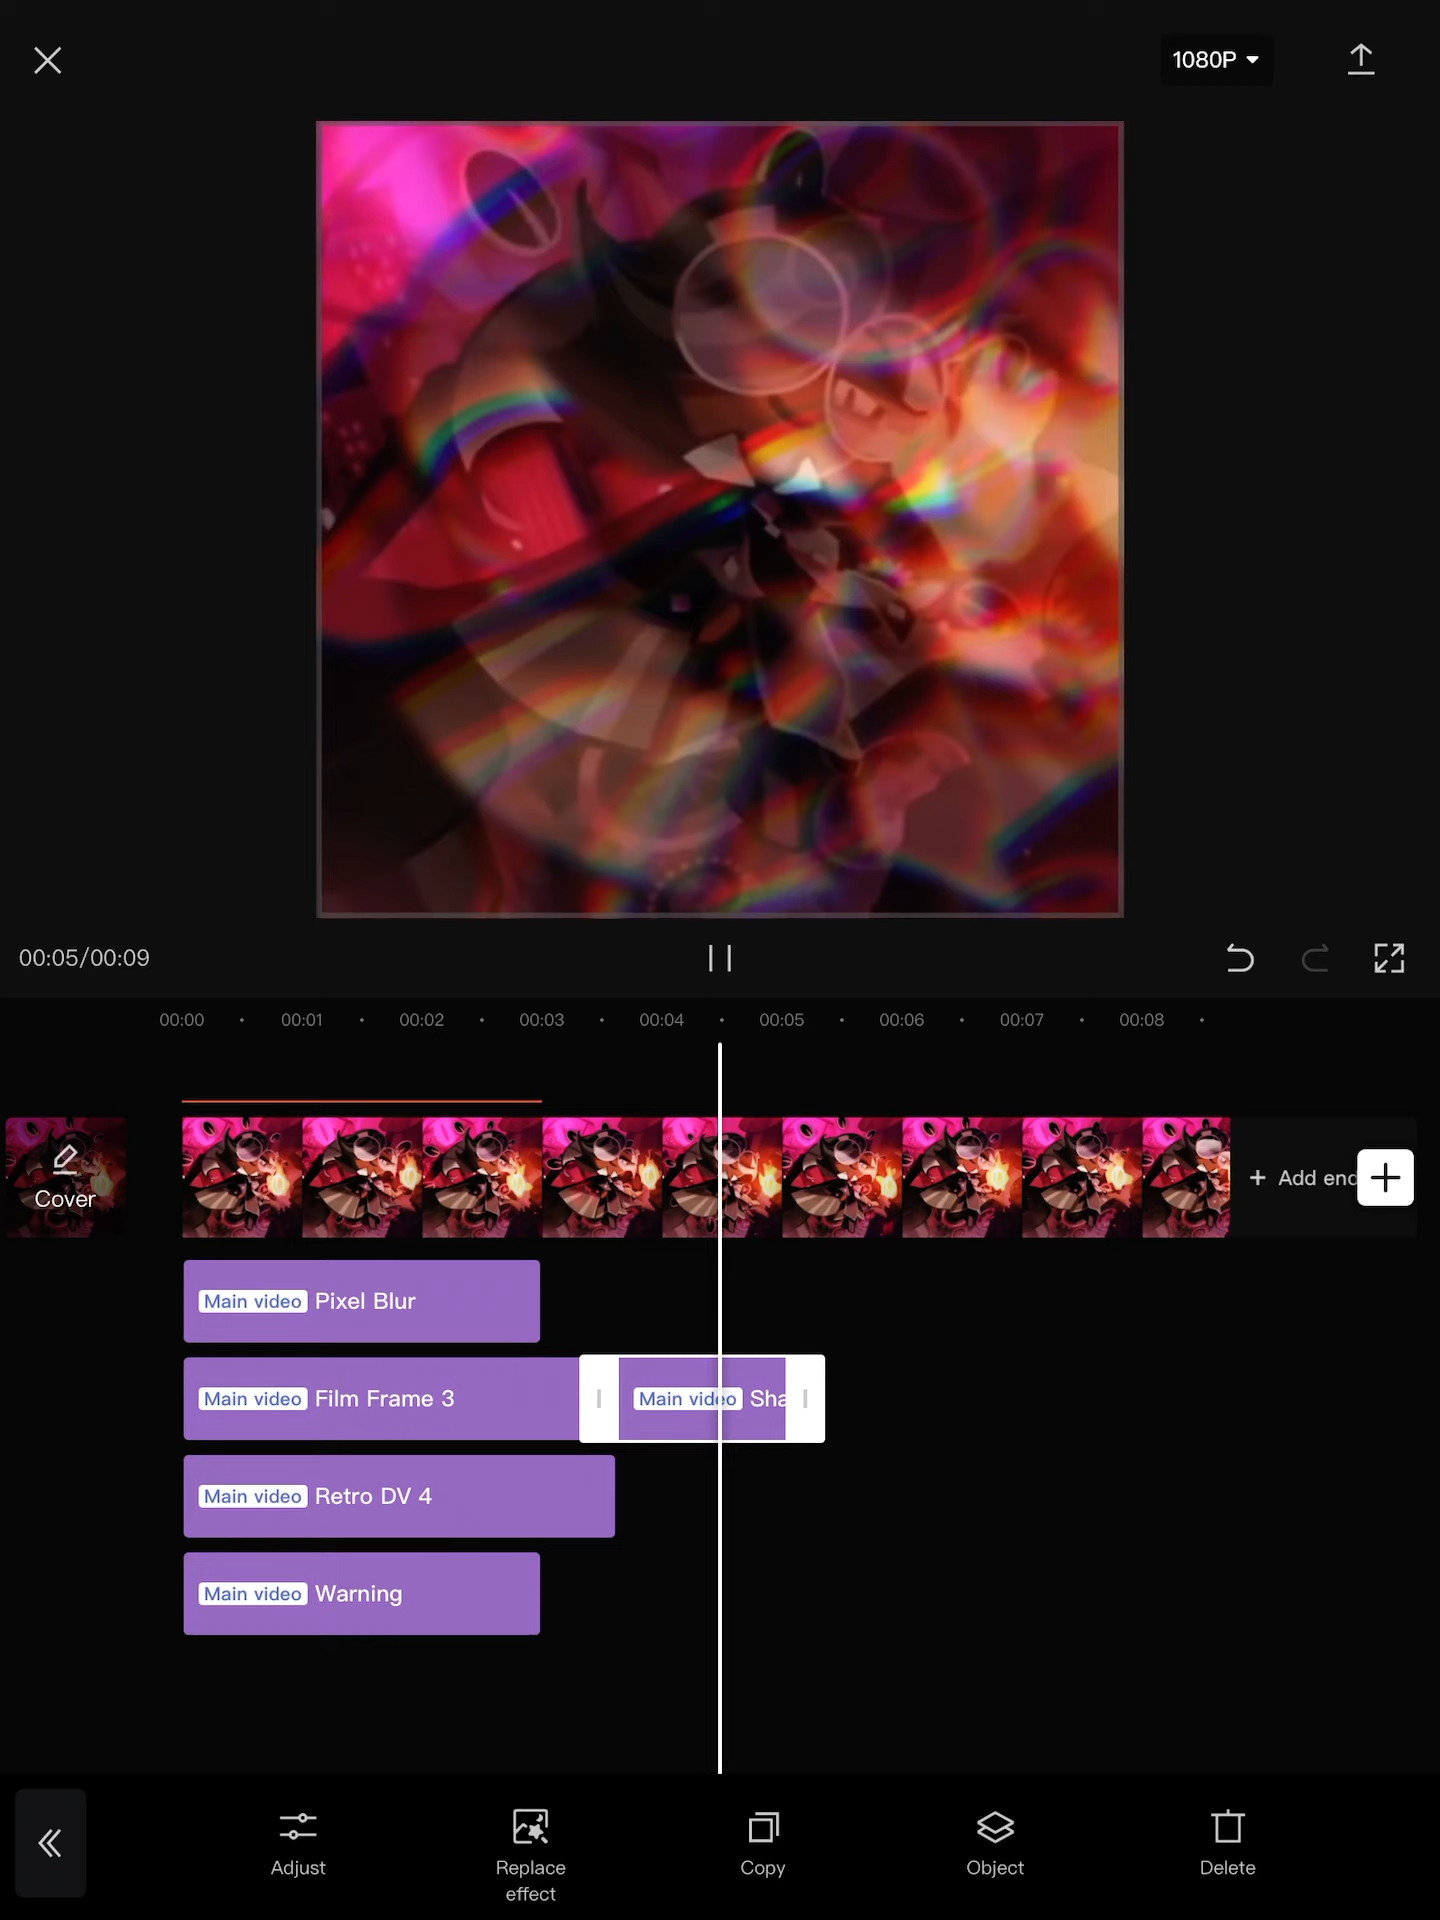 1080P
00:05/00:09
00:00 00:01 00:02 00:03 00:04 00:05 00:06 00:07 00:08
Cover
+ Add end
Main video Pixel Blur
Main video Film Frame 3
Main video Sha
Main video Retro DV 4
Main video Warning
Adjust
Replace
effect
Copy
Object
Delete